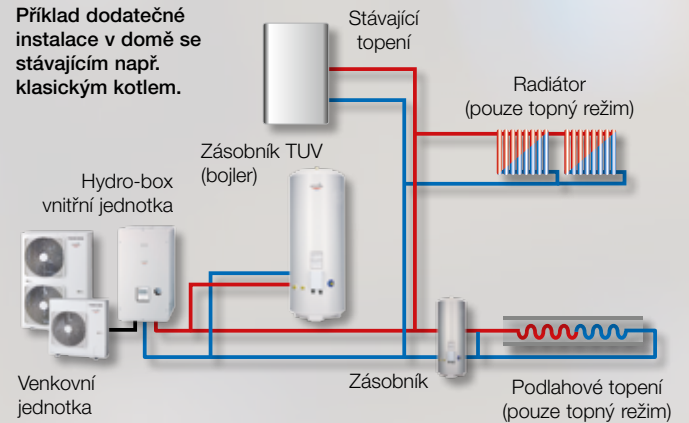 Příklad dodatečné
instalace v domě se
stávajícím např.
klasickým kotlem.
Stávající
topení
Radiátor
(pouze topný režim)
Zásobník TUV
(bojler)
Hydro-box
vnitřní jednotka
Venkovní
jednotka
Zásobník
Podlahové topení
(pouze topný režim)